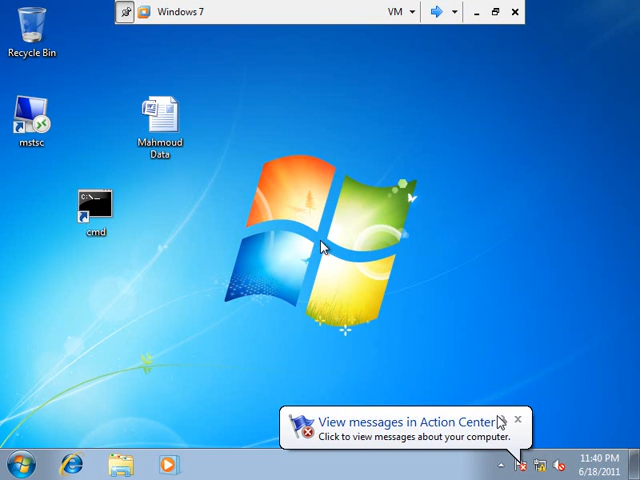 Windows 7
VM
Recycle Bin
mstsc
Mahmoud
Data
C:\_
cmd
View messages in Action Center
Click to view messages about your computer.
11:40 PM
6/18/2011